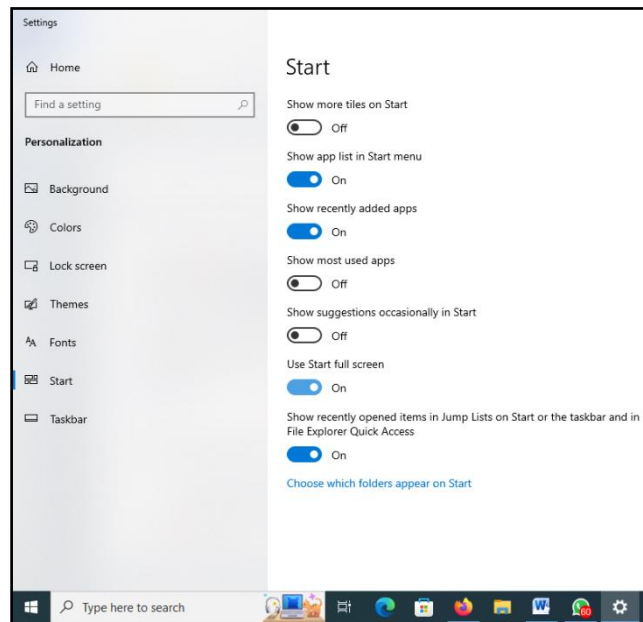 Settings
Home
Find a setting
Personalization
Background
Colors
Lock screen
Themes
Fonts
Start
Taskbar
Start
Show more tiles on Start
Off
Show app list in Start menu
On
Show recently added apps
On
Show most used apps
Off
Show suggestions occasionally in Start
Off
Use Start full screen
On
Show recently opened items in Jump Lists on Start or the taskbar and in
File Explorer Quick Access
On
Choose which folders appear on Start
Type here to search
W
60